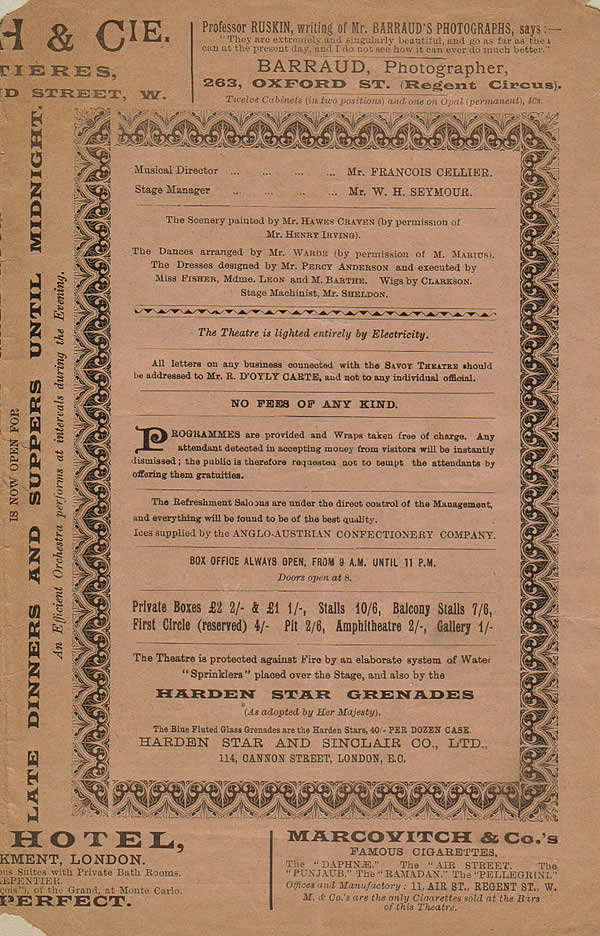 H & CIE.
TIERES,
D STREET, W.
Professor RUSKIN, writing of Mr. BARRAUD'S PHOTOGRAPHS, says:—
"They are extremely and singularly beautiful, and go as far as the
can at the present day, and I do not see how it can ever do much better."
BARRAUD, Photographer,
263, OXFORD ST. (Regent Circus).
Twelve Cabinets (in two positions) and one on Opal (permanent), 40s.
IS NOW OPEN FOR
LATE DINNERS AND SUPPERS UNTIL MIDNIGHT.
An Efficient Orchestra performs at intervals during the Evening.
Musical Director ... ... ... ... Mr. FRANCOIS CELLIER.
Stage Manager ... ... ... ... Mr. W. H. SEYMOUR.
The Scenery painted by Mr. HAWES CRAVEN (by permission of
Mr. HENRY IRVING).
The Dances arranged by Mr. WARDE (by permission of M. MARIUS).
The Dresses designed by Mr. PERCY ANDERSON and executed by
Miss FISHER, Mdme. LEON and M. BARTHE. Wigs by CLARKSON.
Stage Machinist, Mr. SHELDON.
The Theatre is lighted entirely by Electricity.
All letters on any business connected with the SAVOY THEATRE should
be addressed to Mr. R. D'OYLY CARTE, and not to any individual official.
NO FEES OF ANY KIND.
PROGRAMMES are provided and Wraps taken free of charge. Any
attendant detected in accepting money from visitors will be instantly
dismissed; the public is therefore requested not to tempt the attendants by
offering them gratuities.
The Refreshment Saloons are under the direct control of the Management,
and everything will be found to be of the best quality.
Ices supplied by the ANGLO-AUSTRIAN CONFECTIONERY COMPANY.
BOX OFFICE ALWAYS OPEN, FROM 9 A.M. UNTIL 11 P.M.
Doors open at 8.
Private Boxes £2 2/- & £1 1/-, Stalls 10/6, Balcony Stalls 7/6,
First Circle (reserved) 4/- Pit 2/6, Amphitheatre 2/-, Gallery 1/-
The Theatre is protected against Fire by an elaborate system of Water
"Sprinklers" placed over the Stage, and also by the
HARDEN STAR GRENADES
(As adopted by Her Majesty).
The Blue Fluted Glass Grenades are the Harden Stars, 40/- PER DOZEN CASE.
HARDEN STAR AND SINCLAIR CO., LTD.,
114, CANNON STREET, LONDON, E.C.
HOTEL,
KMENT, LONDON.
ous Suites with Private Bath Rooms.
ARPENTIER.
çois"), of the Grand, at Monte Carlo.
PERFECT.
MARCOVITCH & Co.'s
FAMOUS CIGARETTES.
The "DAPHNÆ." The "AIR STREET. The
"PUNJAUB." The "RAMADAN." The "PELLEGRINI."
Offices and Manufactory: 11, AIR ST., REGENT ST., W.
M. & Co.'s are the only Cigarettes sold at the Bars
of this Theatre.